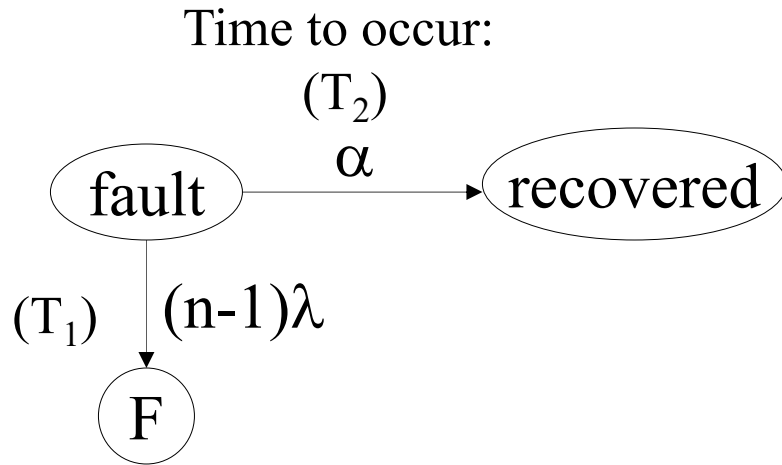 Time to occur:
(T₂)
α
fault
recovered
(T₁)
(n-1)λ
F